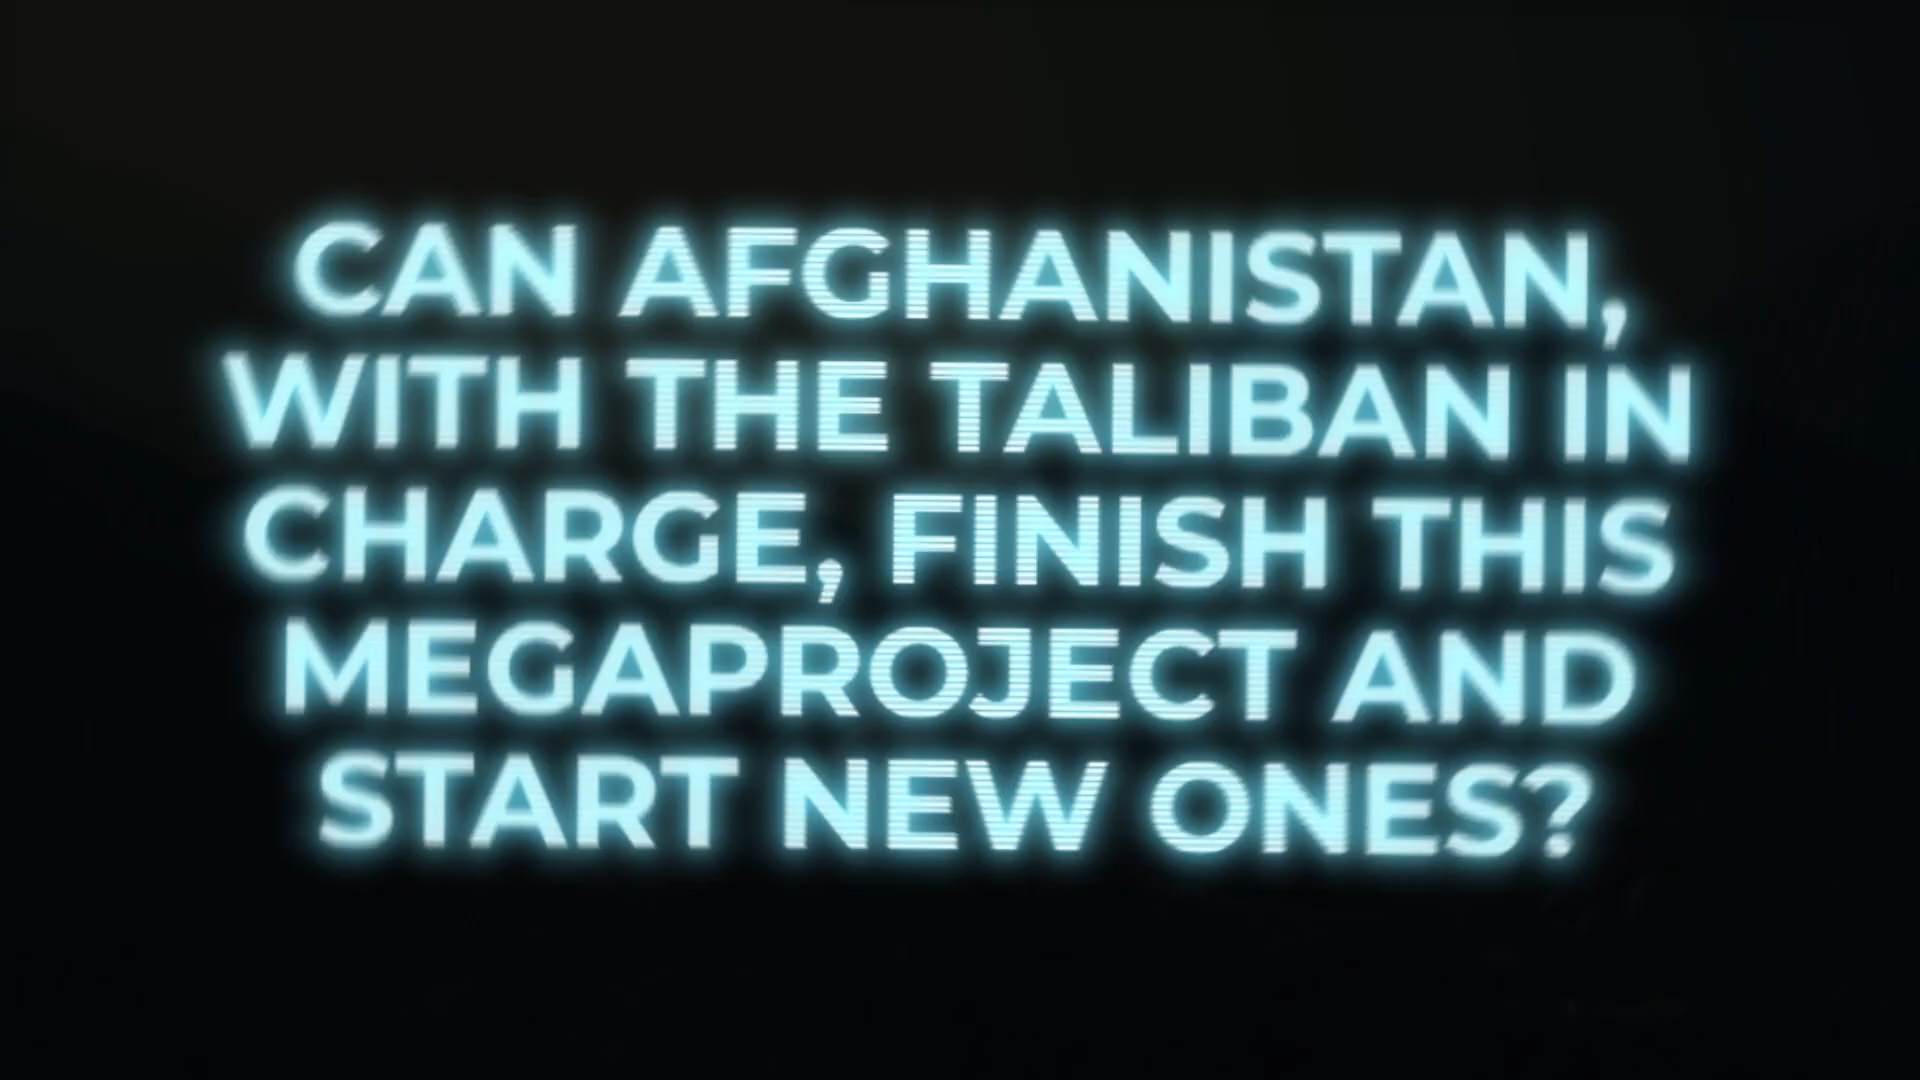 CAN AFGHANISTAN,
WITH THE TALIBAN IN
CHARGE, FINISH THIS
MEGAPROJECT AND
START NEW ONES?